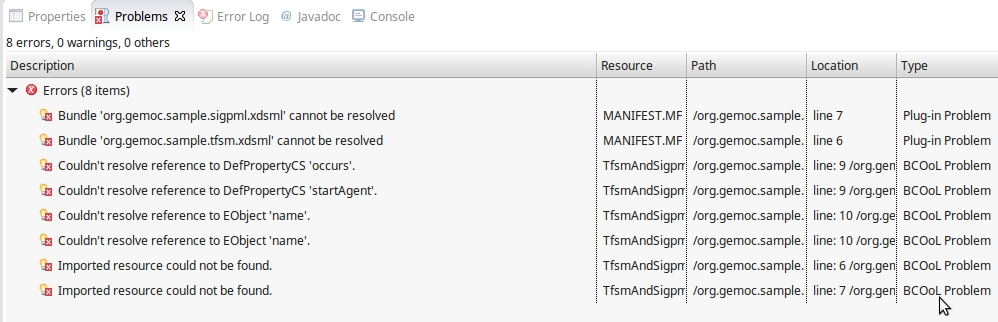 Properties Problems Error Log Javadoc Console
8 errors, 0 warnings, 0 others
Description Resource Path Location Type
Errors (8 items)
Bundle 'org.gemoc.sample.sigpml.xdsml' cannot be resolved MANIFEST.MF /org.gemoc.sample. line 7 Plug-in Problem
Bundle 'org.gemoc.sample.tfsm.xdsml' cannot be resolved MANIFEST.MF /org.gemoc.sample. line 6 Plug-in Problem
Couldn't resolve reference to DefPropertyCS 'occurs'. TfsmAndSigpm /org.gemoc.sample. line: 9 /org.gem BCOoL Problem
Couldn't resolve reference to DefPropertyCS 'startAgent'. TfsmAndSigpm /org.gemoc.sample. line: 9 /org.gem BCOoL Problem
Couldn't resolve reference to EObject 'name'. TfsmAndSigpm /org.gemoc.sample. line: 10 /org.ge BCOoL Problem
Couldn't resolve reference to EObject 'name'. TfsmAndSigpm /org.gemoc.sample. line: 10 /org.ge BCOoL Problem
Imported resource could not be found. TfsmAndSigpm /org.gemoc.sample. line: 6 /org.gem BCOoL Problem
Imported resource could not be found. TfsmAndSigpm /org.gemoc.sample. line: 7 /org.gem BCOoL Problem